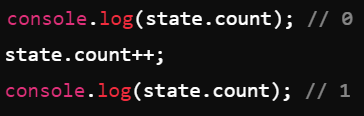 console.log(state.count); // 0
state.count++;
console.log(state.count); // 1